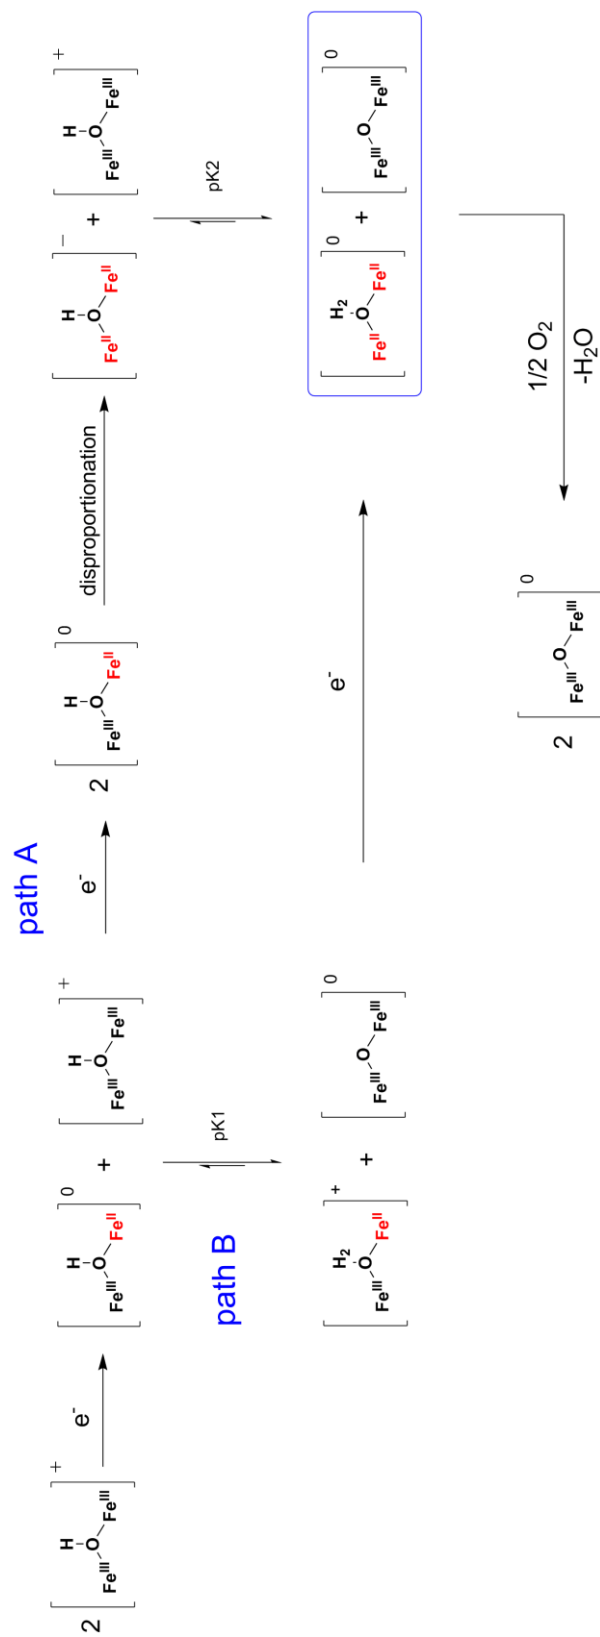 path A
2 [Fe^III O H Fe^III]^+
e^-
[Fe^III O H Fe^II]^0 + [Fe^III O H Fe^III]^+
e^-
2 [Fe^III O H Fe^II]^0
disproportionation
[Fe^II O H Fe^II]^− + [Fe^III O H Fe^III]^+
path B
pK1
pK2
[Fe^III O H₂ Fe^II]^+ + [Fe^III O Fe^III]^0
e^-
[Fe^II O H₂ Fe^II]^0 + [Fe^III O Fe^III]^0
1/2 O₂
-H₂O
2 [Fe^III O Fe^III]^0